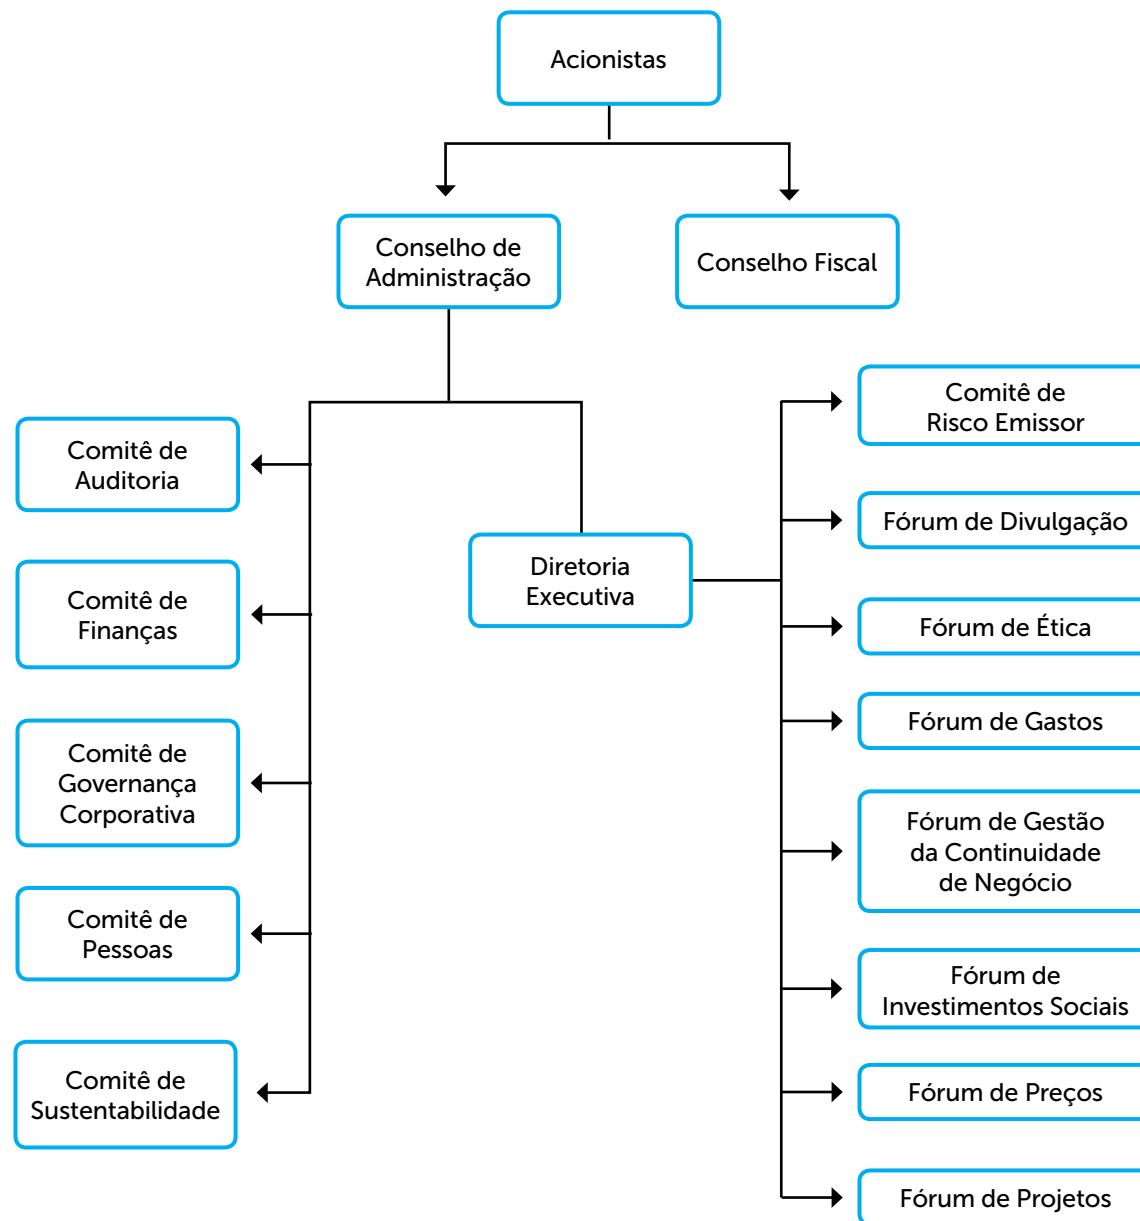 Acionistas
Conselho de
Administração
Conselho Fiscal
Comitê de
Auditoria
Comitê de
Finanças
Comitê de
Governança
Corporativa
Comitê de
Pessoas
Comitê de
Sustentabilidade
Diretoria
Executiva
Comitê de
Risco Emissor
Fórum de Divulgação
Fórum de Ética
Fórum de Gastos
Fórum de Gestão
da Continuidade
de Negócio
Fórum de
Investimentos Sociais
Fórum de Preços
Fórum de Projetos